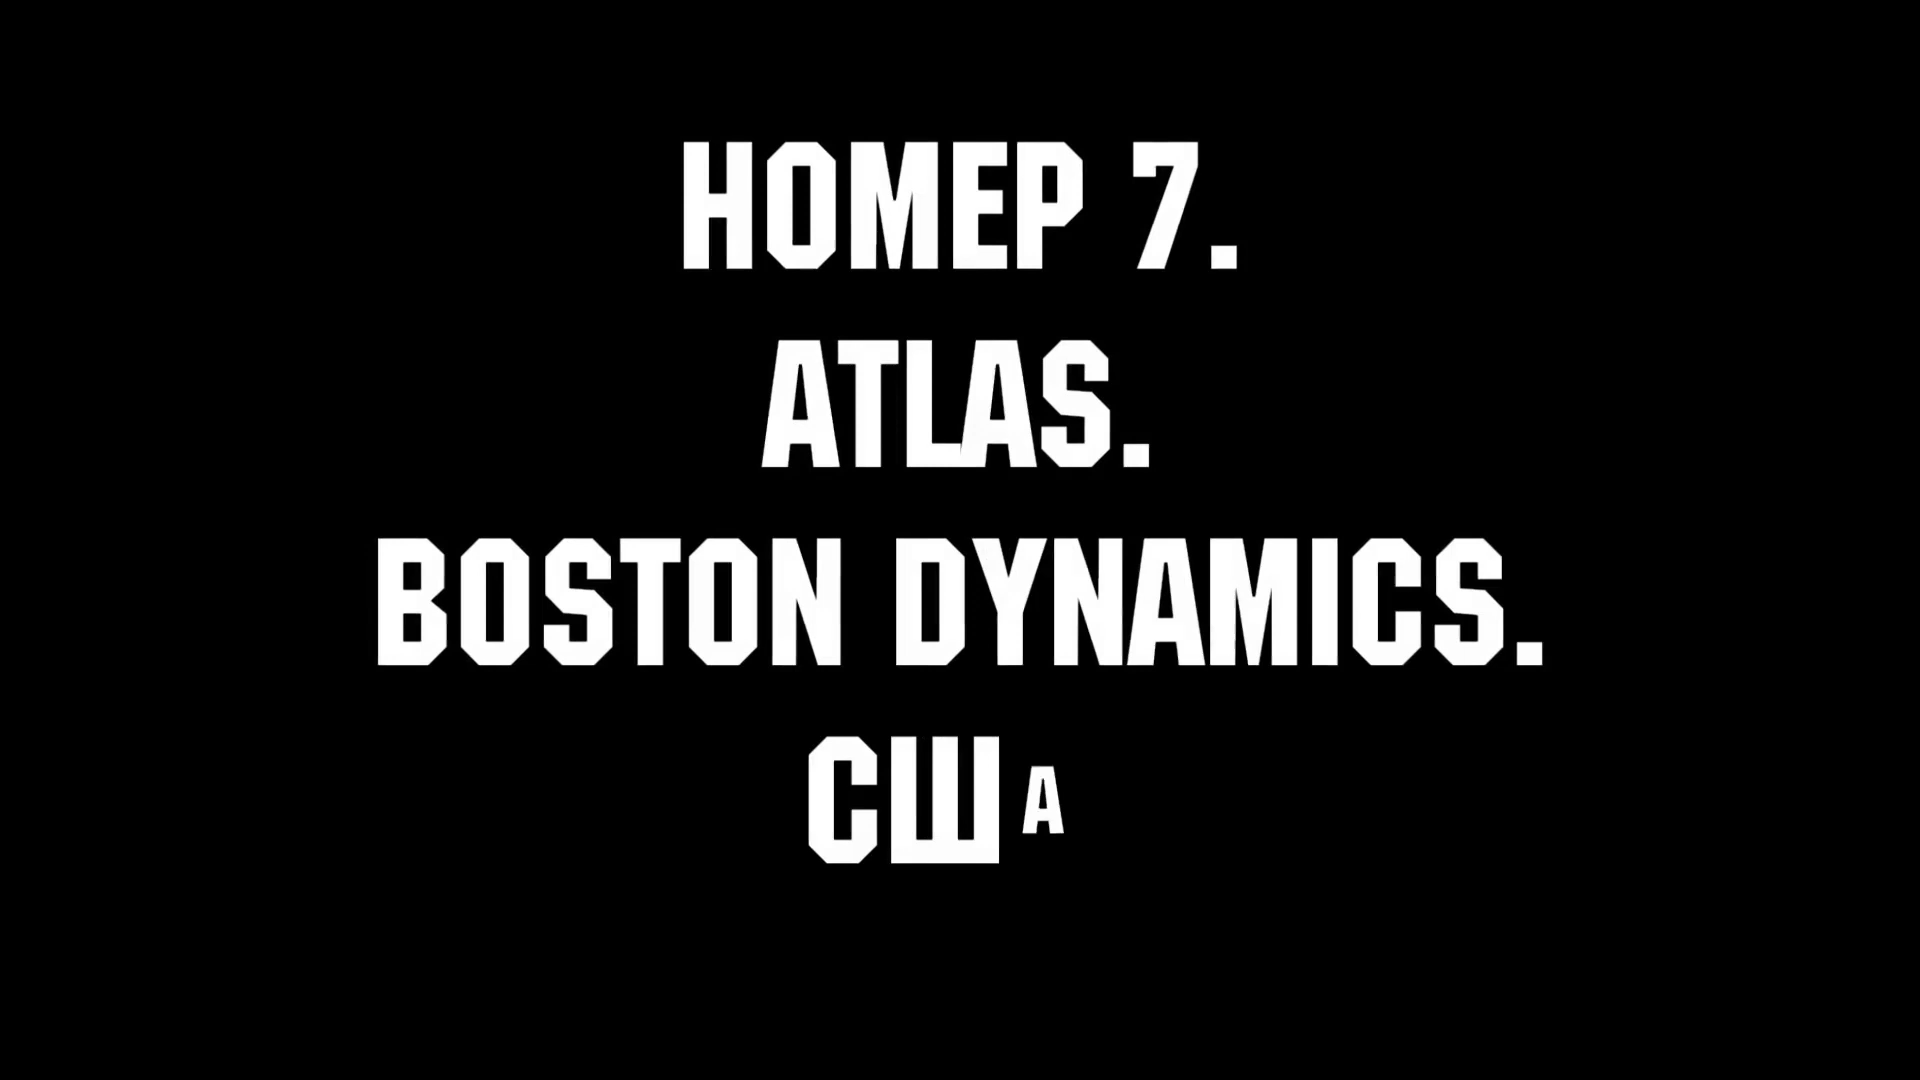 НОМЕР 7.
ATLAS.
BOSTON DYNAMICS.
США